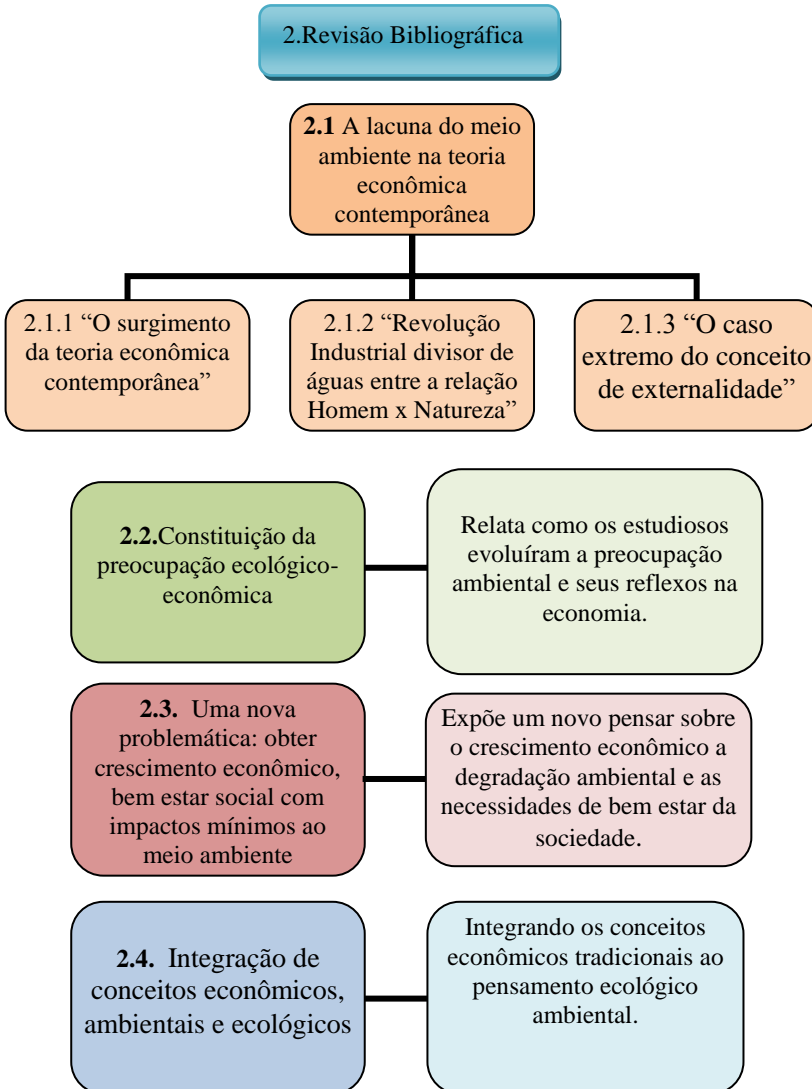 2.Revisão Bibliográfica
2.1 A lacuna do meio
ambiente na teoria
econômica
contemporânea
2.1.1 “O surgimento
da teoria econômica
contemporânea”
2.1.2 “Revolução
Industrial divisor de
águas entre a relação
Homem x Natureza”
2.1.3 “O caso
extremo do conceito
de externalidade”
2.2.Constituição da
preocupação ecológico-
econômica
Relata como os estudiosos
evoluíram a preocupação
ambiental e seus reflexos na
economia.
2.3. Uma nova
problemática: obter
crescimento econômico,
bem estar social com
impactos mínimos ao
meio ambiente
Expõe um novo pensar sobre
o crescimento econômico a
degradação ambiental e as
necessidades de bem estar da
sociedade.
2.4. Integração de
conceitos econômicos,
ambientais e ecológicos
Integrando os conceitos
econômicos tradicionais ao
pensamento ecológico
ambiental.